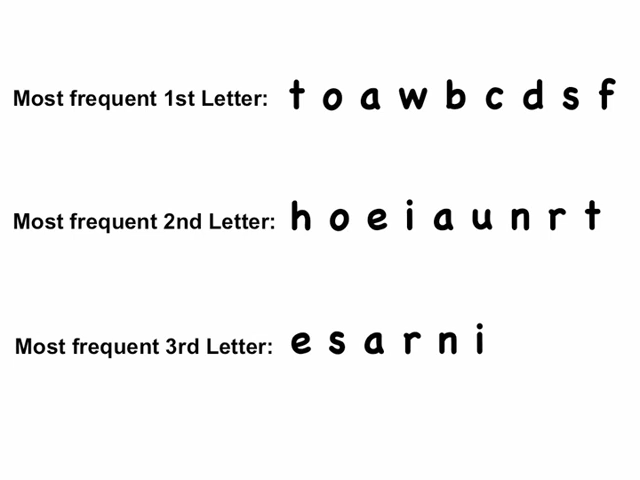 Most frequent 1st Letter: t o a w b c d s f
Most frequent 2nd Letter: h o e i a u n r t
Most frequent 3rd Letter: e s a r n i